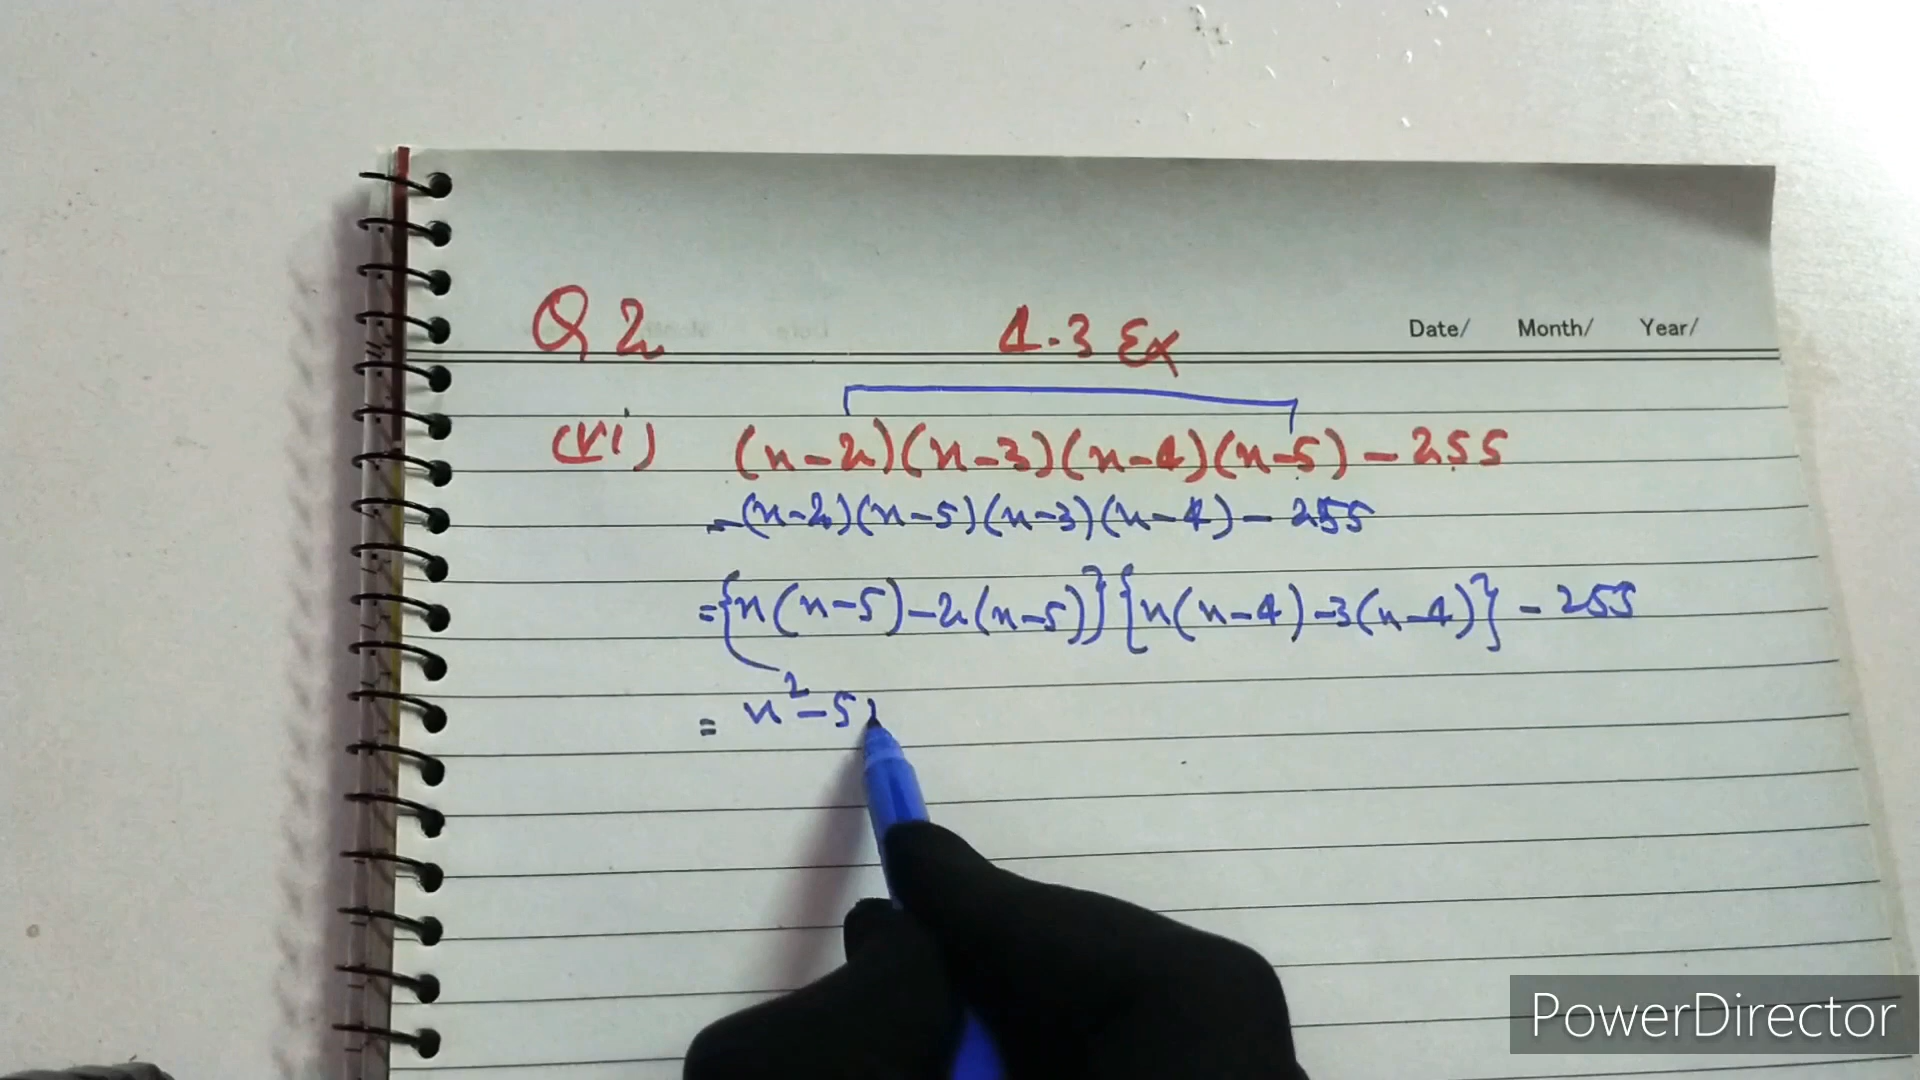 Q 2 4.3 Ex
Date/ Month/ Year/
(vi) (x-2)(x-3)(x-4)(x-5)-255
=(x-2)(x-5)(x-3)(x-4)-255
={x(x-5)-2(x-5)}{x(x-4)-3(x-4)}-255
= x²-5x
PowerDirector